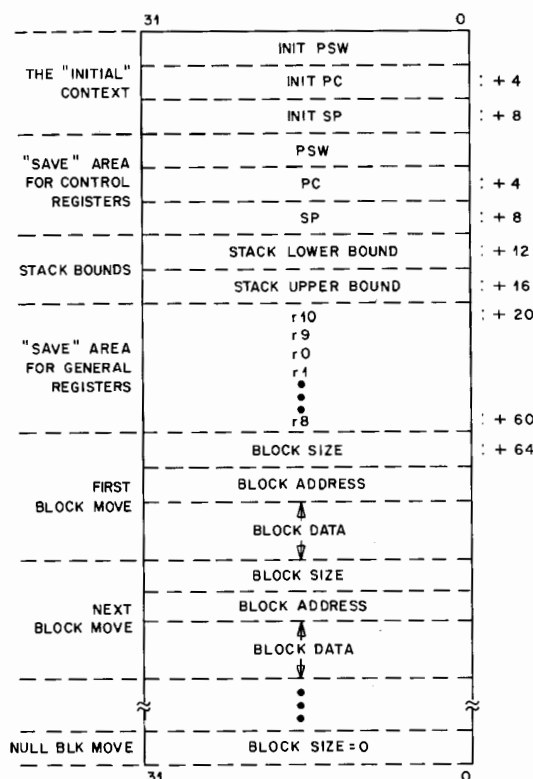 31 0
INIT PSW
THE "INITIAL" CONTEXT
INIT PC : + 4
INIT SP : + 8
PSW
"SAVE" AREA FOR CONTROL REGISTERS
PC : + 4
SP : + 8
STACK BOUNDS
STACK LOWER BOUND : + 12
STACK UPPER BOUND : + 16
"SAVE" AREA FOR GENERAL REGISTERS
r10 : + 20
r9
r0
r1
r8 : + 60
BLOCK SIZE : + 64
FIRST BLOCK MOVE
BLOCK ADDRESS
BLOCK DATA
BLOCK SIZE
NEXT BLOCK MOVE
BLOCK ADDRESS
BLOCK DATA
NULL BLK MOVE BLOCK SIZE = 0
31 0